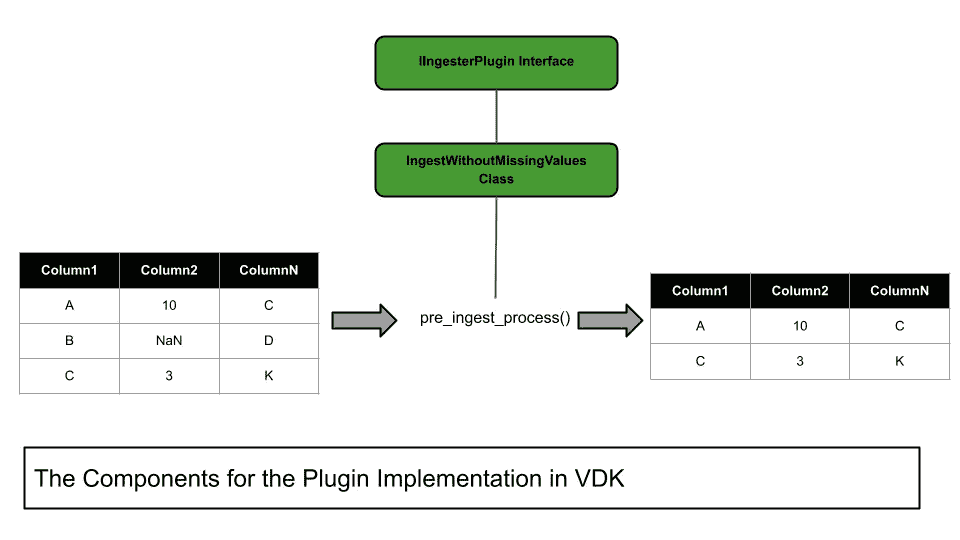 IIngesterPlugin Interface
IngestWithoutMissingValues
Class
Column1 Column2 ColumnN
A 10 C
B NaN D
C 3 K
pre_ingest_process()
Column1 Column2 ColumnN
A 10 C
C 3 K
The Components for the Plugin Implementation in VDK